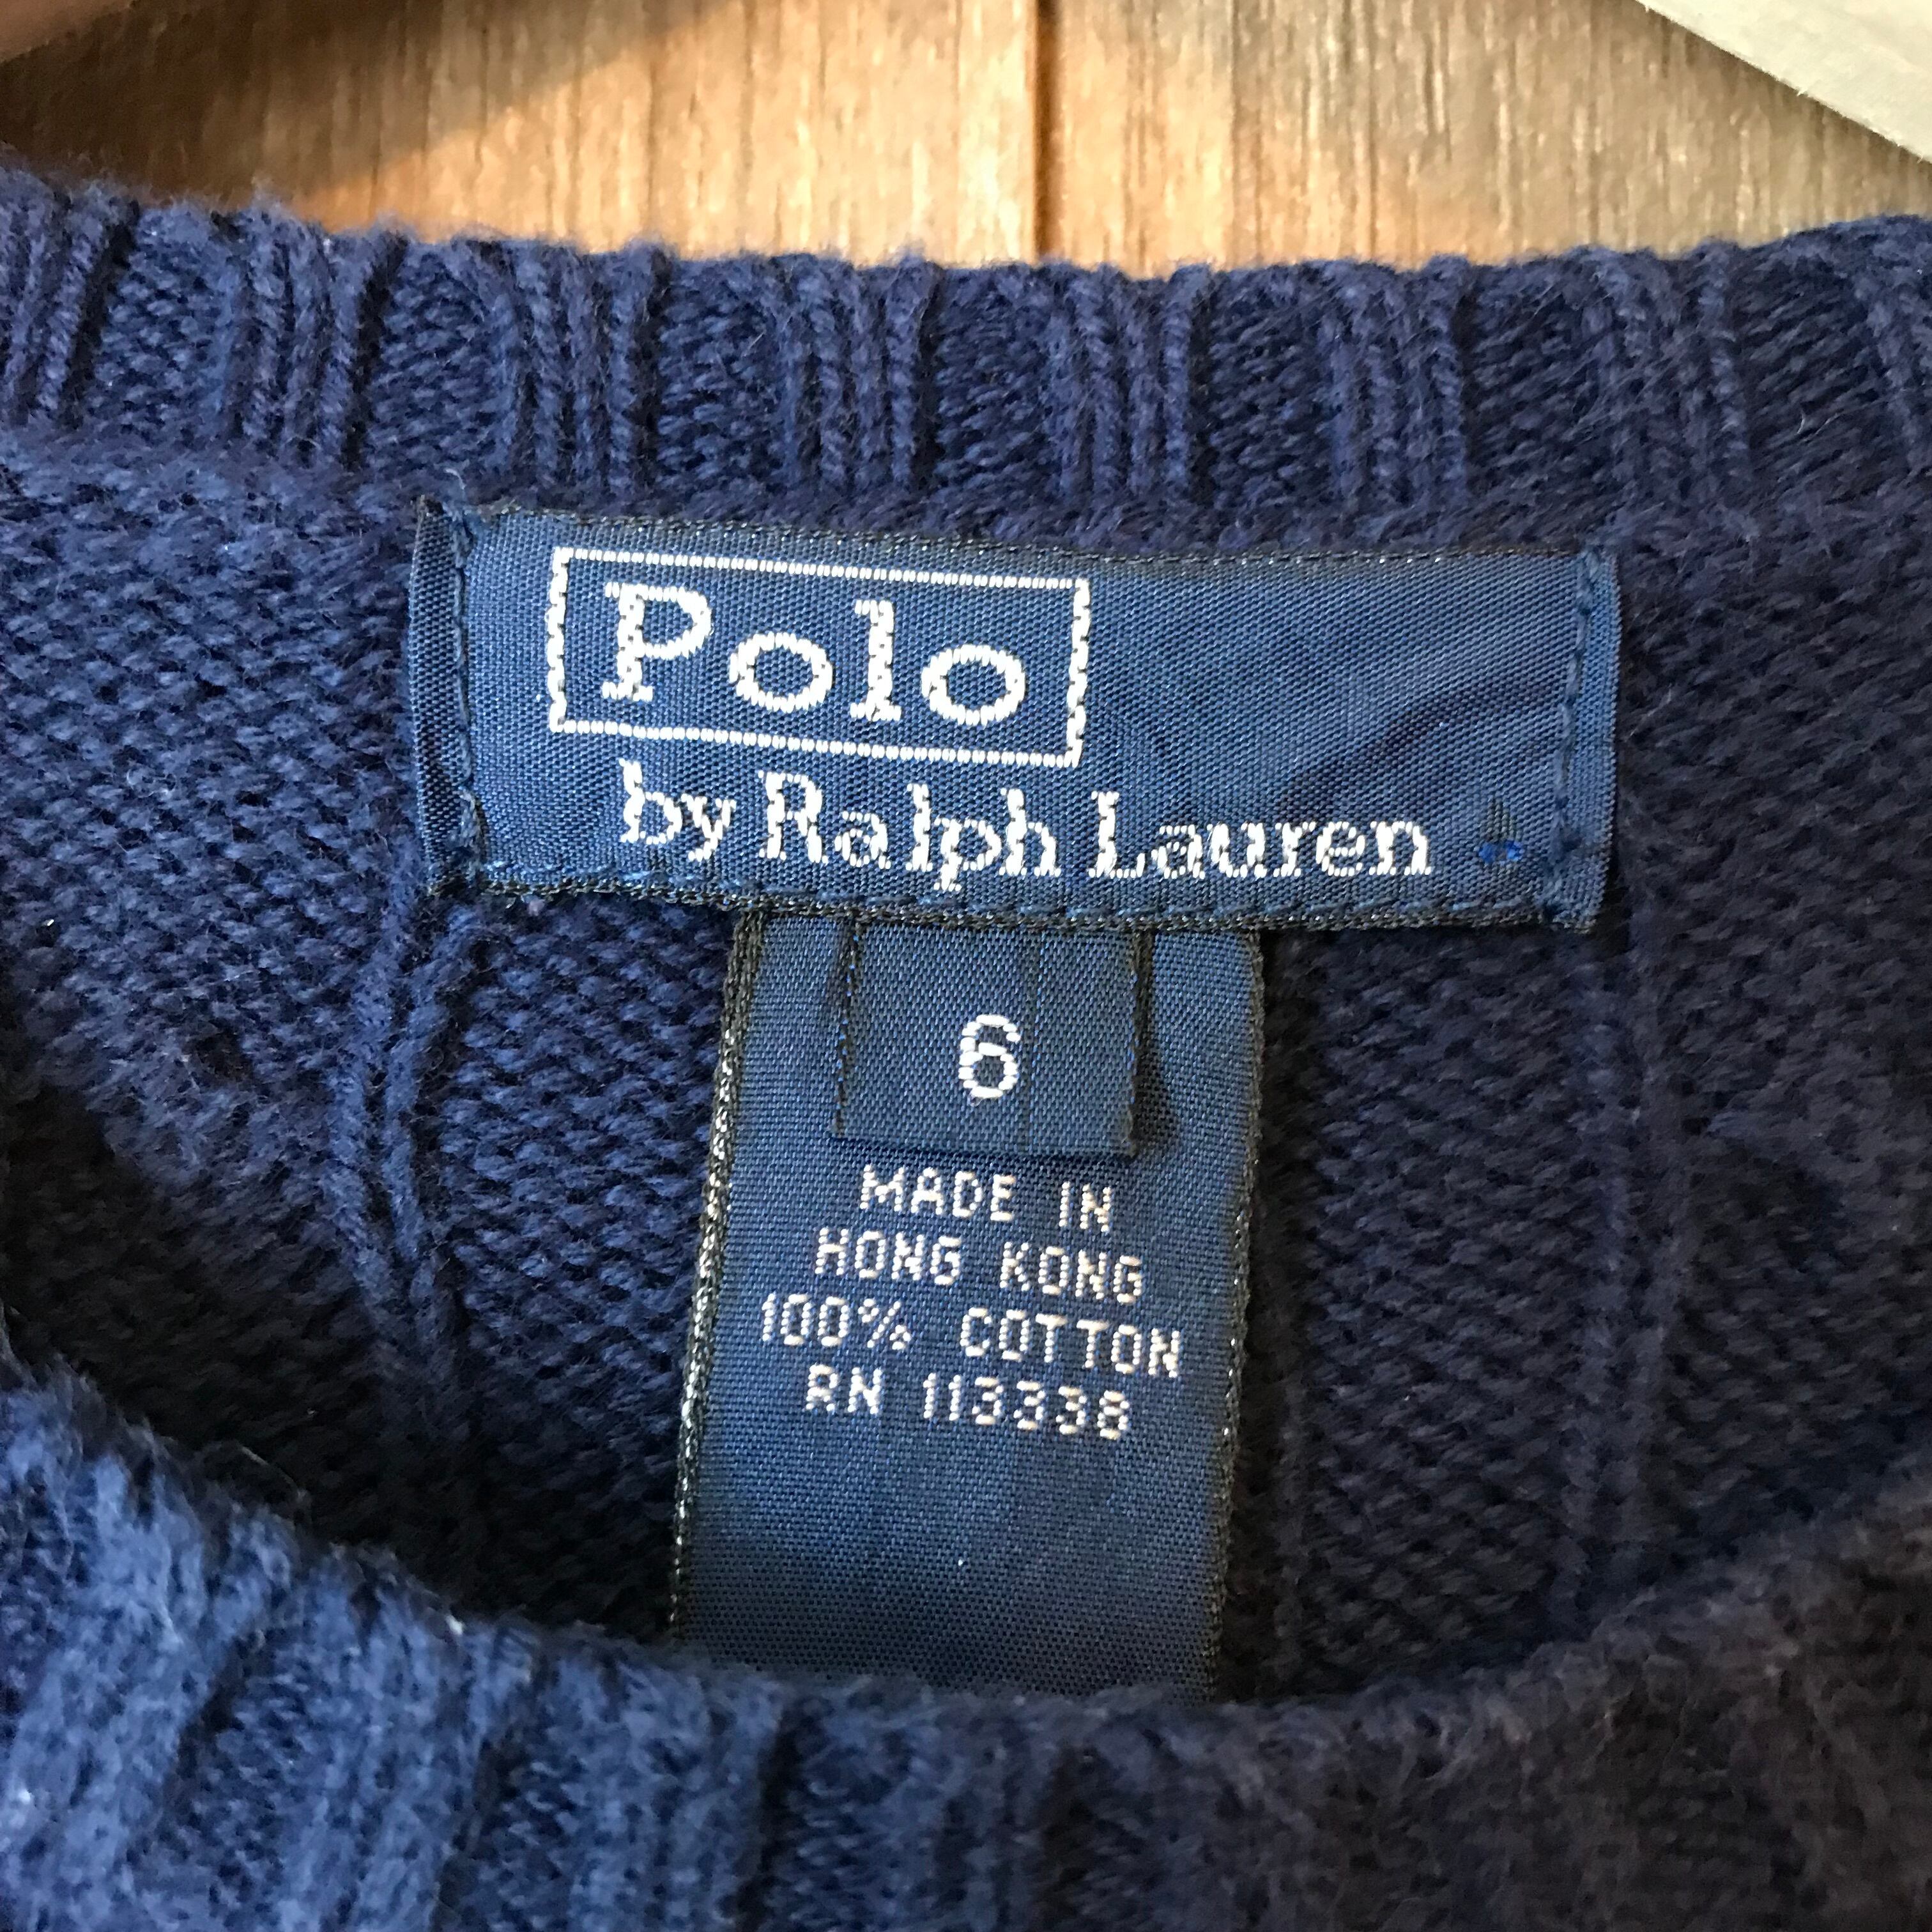 Polo
by Ralph Lauren
6
MADE IN
HONG KONG
100% COTTON
RN 113338